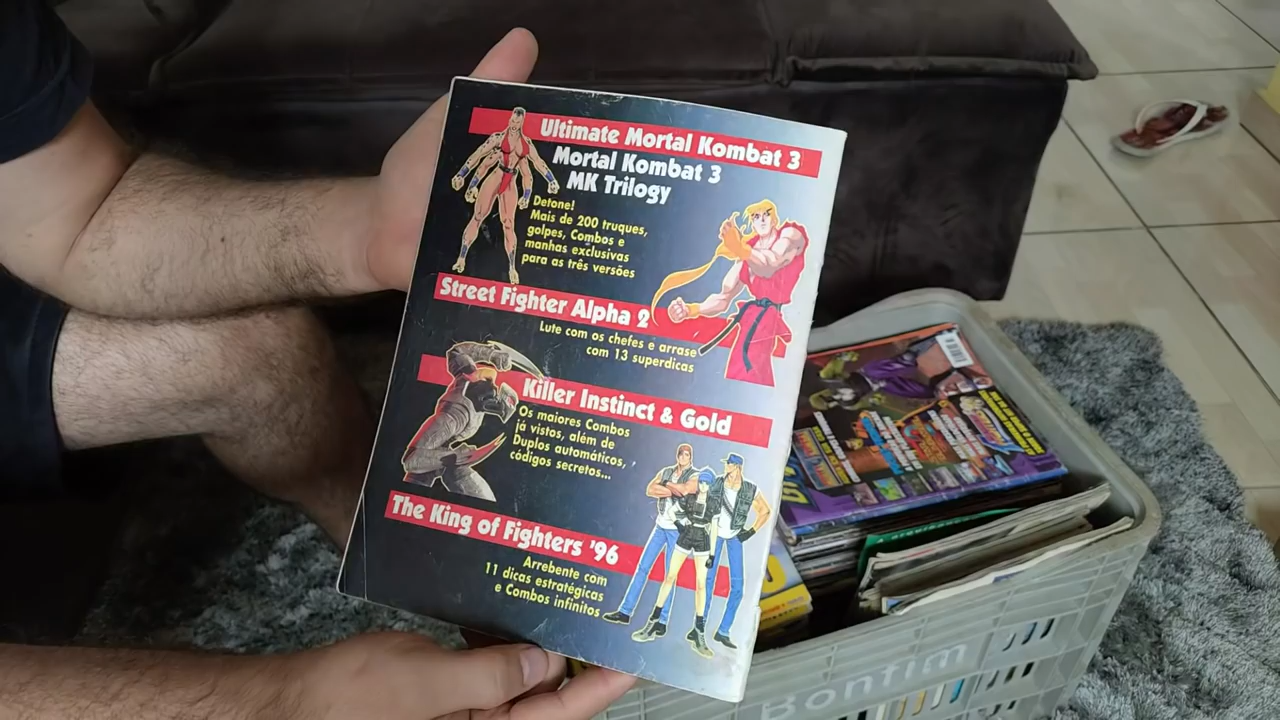 Ultimate Mortal Kombat 3
Mortal Kombat 3
MK Trilogy
Detone!
Mais de 200 truques,
golpes, Combos e
manhas exclusivas
para as três versões
Street Fighter Alpha 2
Lute com os chefes e arrase
com 13 superdicas
Killer Instinct & Gold
Os maiores Combos
já vistos, além de
Duplos automáticos,
códigos secretos...
The King of Fighters '96
Arrebente com
11 dicas estratégicas
e Combos infinitos
Bonfim